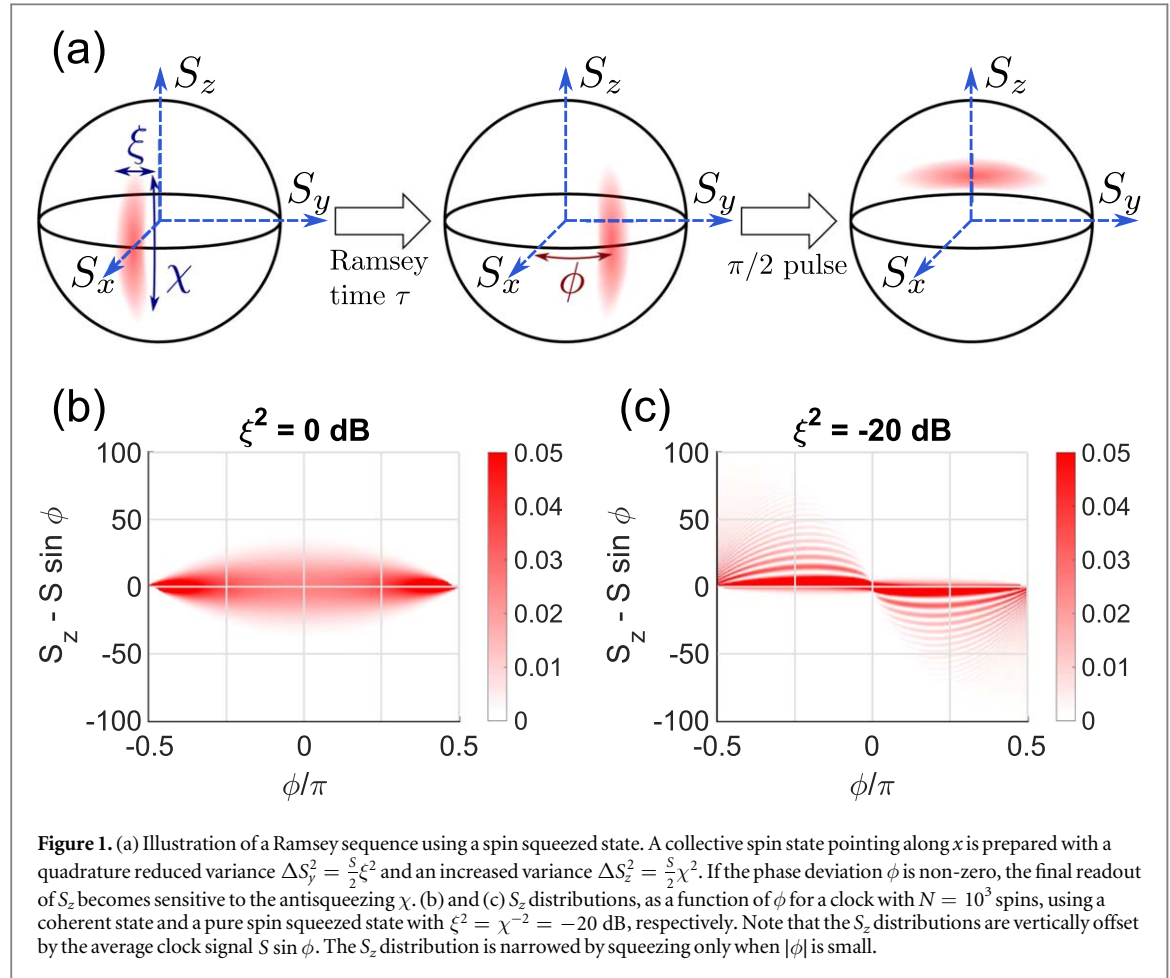 (a)
S_z S_z S_z
ξ
S_y S_y S_y
S_x χ Ramsey time τ S_x ϕ π/2 pulse S_x
(b) (c)
ξ² = 0 dB ξ² = -20 dB
S_z - S sin ϕ
100
50
0
-50
-100
-0.5 0 0.5
ϕ/π
0.05
0.04
0.03
0.02
0.01
0
S_z - S sin ϕ
100
50
0
-50
-100
-0.5 0 0.5
ϕ/π
0.05
0.04
0.03
0.02
0.01
0
Figure 1. (a) Illustration of a Ramsey sequence using a spin squeezed state. A collective spin state pointing along x is prepared with a
quadrature reduced variance ΔS_y² = S/2 ξ² and an increased variance ΔS_z² = S/2 χ². If the phase deviation ϕ is non-zero, the final readout
of S_z becomes sensitive to the antisqueezing χ. (b) and (c) S_z distributions, as a function of ϕ for a clock with N = 10³ spins, using a
coherent state and a pure spin squeezed state with ξ² = χ⁻² = −20 dB, respectively. Note that the S_z distributions are vertically offset
by the average clock signal S sin ϕ. The S_z distribution is narrowed by squeezing only when |ϕ| is small.